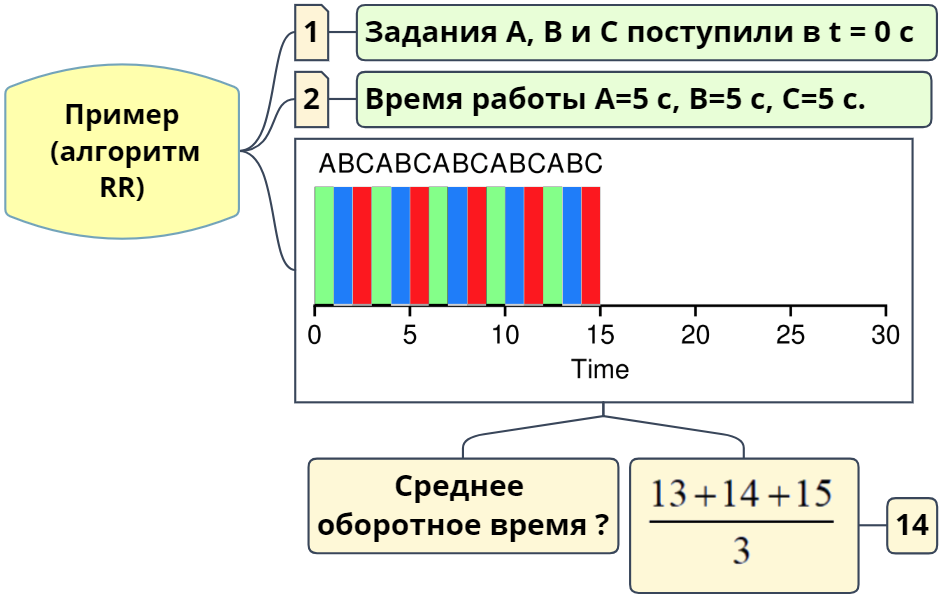 Пример
(алгоритм
RR)
1
Задания A, B и C поступили в t = 0 с
2
Время работы A=5 с, B=5 с, C=5 с.
ABCABCABCABCABC
0 5 10 15 20 25 30
Time
Среднее
оборотное время ?
13+14+15
3
14